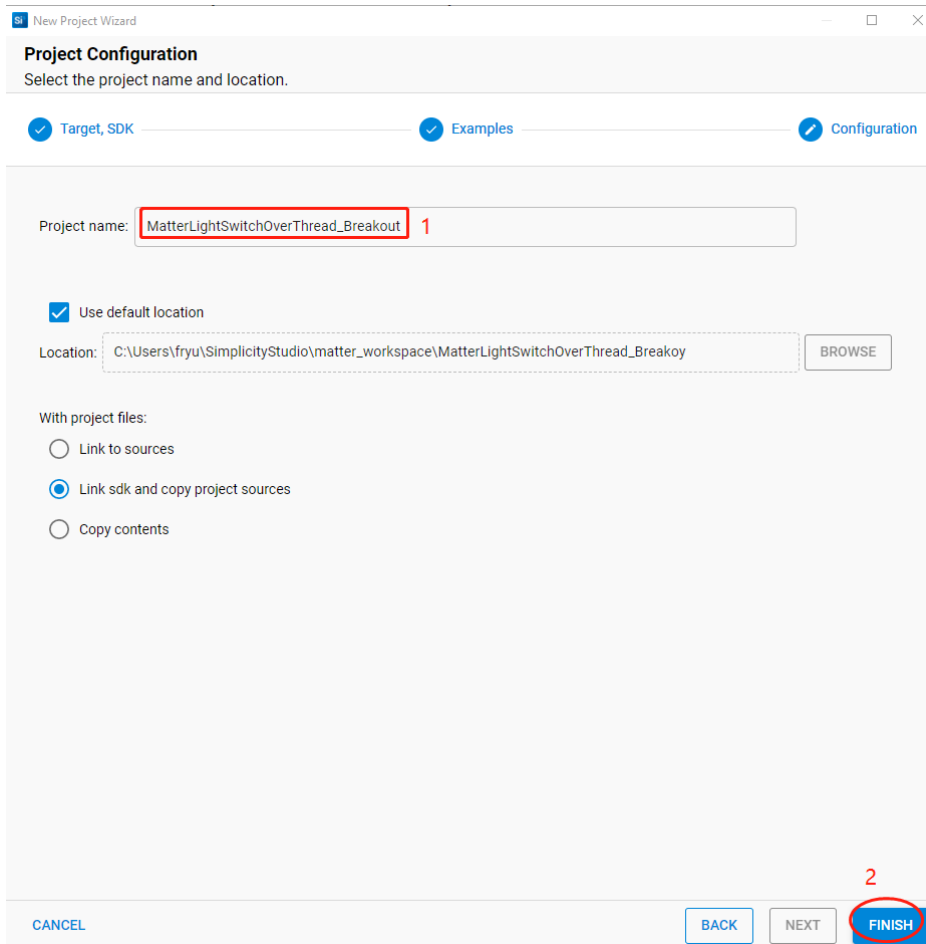 Si New Project Wizard
Project Configuration
Select the project name and location.
Target, SDK Examples Configuration
Project name: MatterLightSwitchOverThread_Breakout 1
Use default location
Location: C:\Users\fryu\SimplicityStudio\matter_workspace\MatterLightSwitchOverThread_Breakoy BROWSE
With project files:
Link to sources
Link sdk and copy project sources
Copy contents
2
CANCEL BACK NEXT FINISH